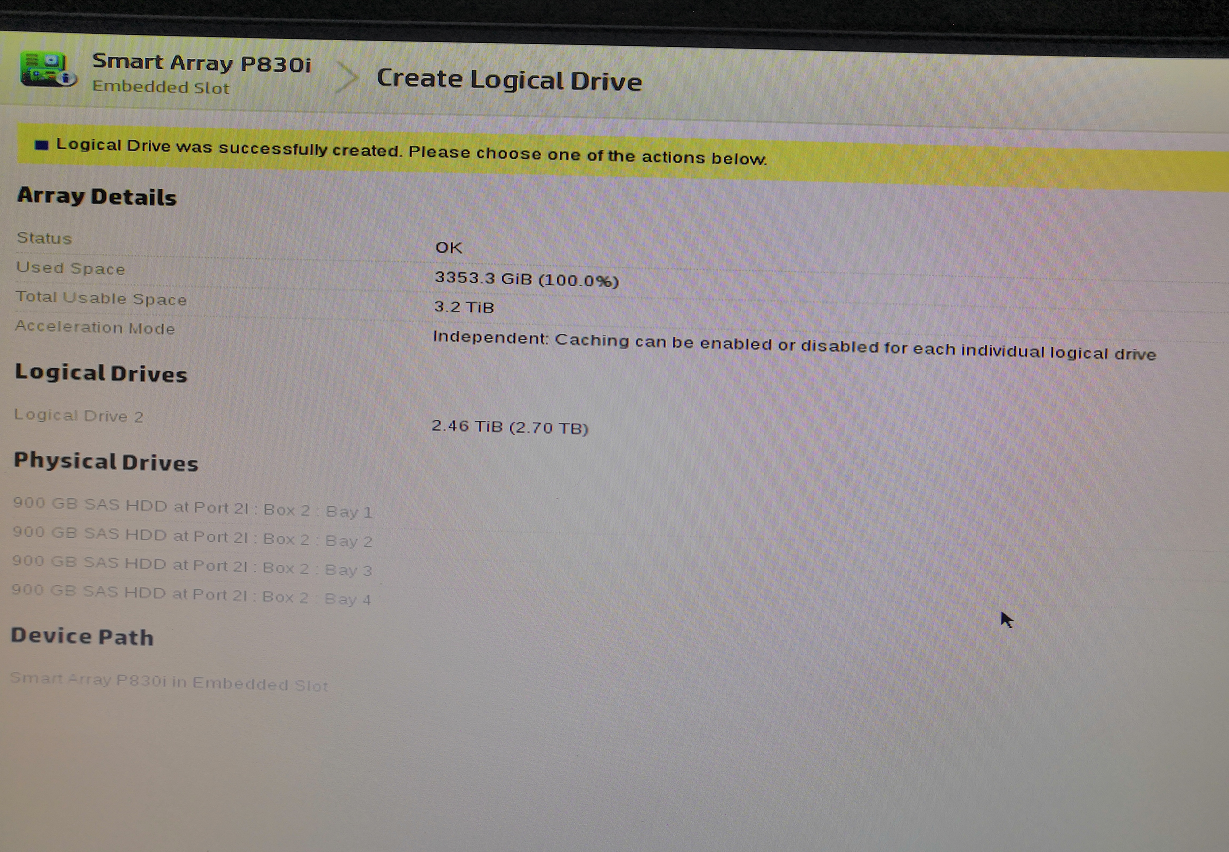 Smart Array P830i
Embedded Slot
Create Logical Drive
Logical Drive was successfully created. Please choose one of the actions below.
Array Details
Status OK
Used Space 3353.3 GiB (100.0%)
Total Usable Space 3.2 TiB
Acceleration Mode Independent: Caching can be enabled or disabled for each individual logical drive
Logical Drives
Logical Drive 2 2.46 TiB (2.70 TB)
Physical Drives
900 GB SAS HDD at Port 2I : Box 2 : Bay 1
900 GB SAS HDD at Port 2I : Box 2 : Bay 2
900 GB SAS HDD at Port 2I : Box 2 : Bay 3
900 GB SAS HDD at Port 2I : Box 2 : Bay 4
Device Path
Smart Array P830i in Embedded Slot